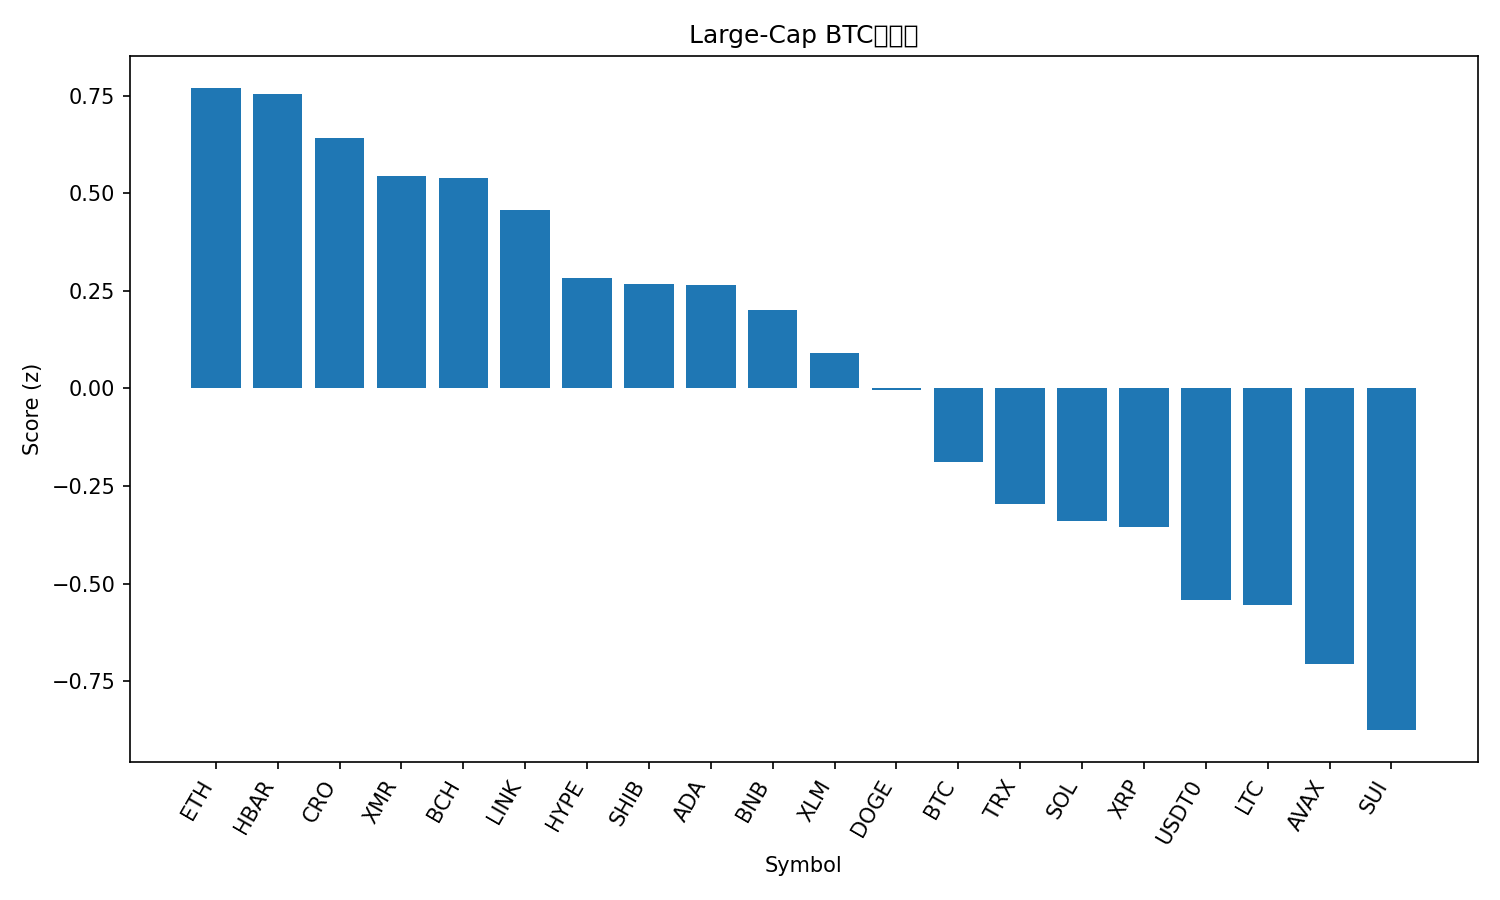 Large-Cap BTC
0.75
0.50
0.25
0.00
−0.25
−0.50
−0.75
Score (z)
ETH
HBAR
CRO
XMR
BCH
LINK
HYPE
SHIB
ADA
BNB
XLM
DOGE
BTC
TRX
SOL
XRP
USDT0
LTC
AVAX
SUI
Symbol